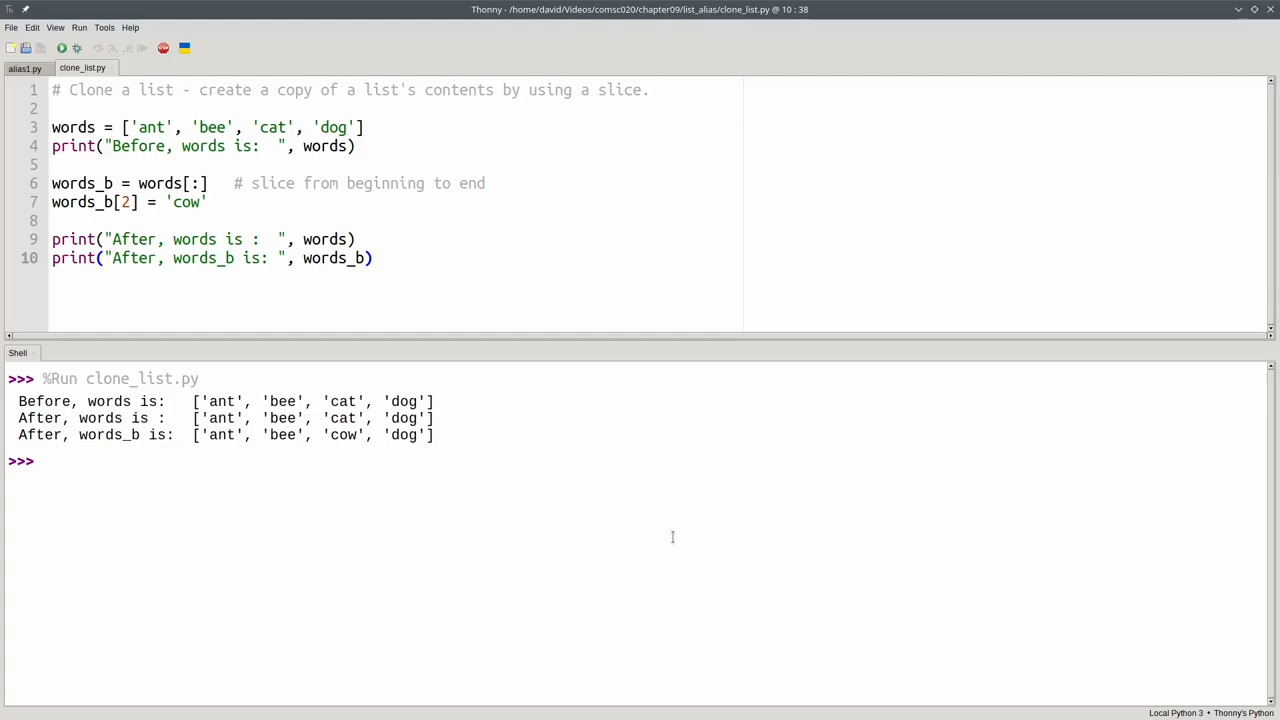 Thonny - /home/david/Videos/comsc020/chapter09/list_alias/clone_list.py @ 10 : 38
File Edit View Run Tools Help
STOP
alias1.py clone_list.py
1 # Clone a list - create a copy of a list's contents by using a slice.
2
3 words = ['ant', 'bee', 'cat', 'dog']
4 print("Before, words is:  ", words)
5
6 words_b = words[:]   # slice from beginning to end
7 words_b[2] = 'cow'
8
9 print("After, words is :  ", words)
10 print("After, words_b is: ", words_b)
Shell
>>> %Run clone_list.py
Before, words is:   ['ant', 'bee', 'cat', 'dog']
After, words is :   ['ant', 'bee', 'cat', 'dog']
After, words_b is:  ['ant', 'bee', 'cow', 'dog']
>>>
Local Python 3 • Thonny's Python